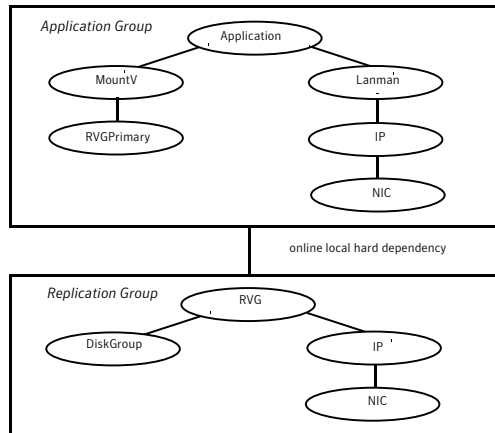 Application Group
Application
MountV
Lanman
RVGPrimary
IP
NIC
online local hard dependency
Replication Group
RVG
DiskGroup
IP
NIC